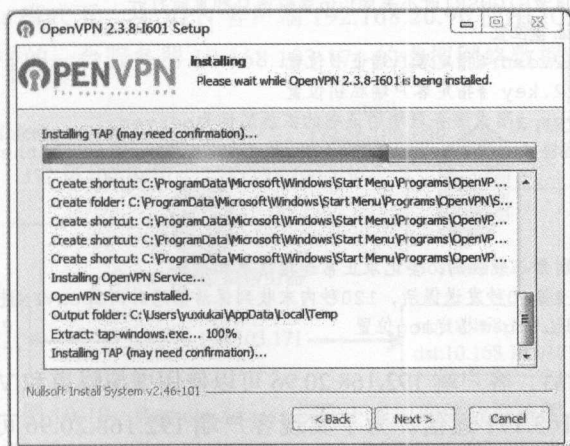 OpenVPN 2.3.8-I601 Setup
OPENVPN
Installing
Please wait while OpenVPN 2.3.8-I601 is being installed.
Installing TAP (may need confirmation)...
Create shortcut: C:\ProgramData\Microsoft\Windows\Start Menu\Programs\OpenVP...
Create folder: C:\ProgramData\Microsoft\Windows\Start Menu\Programs\OpenVPN\S...
Create shortcut: C:\ProgramData\Microsoft\Windows\Start Menu\Programs\OpenVP...
Create shortcut: C:\ProgramData\Microsoft\Windows\Start Menu\Programs\OpenVP...
Create shortcut: C:\ProgramData\Microsoft\Windows\Start Menu\Programs\OpenVP...
Installing OpenVPN Service...
OpenVPN Service installed.
Output folder: C:\Users\yuxiukai\AppData\Local\Temp
Extract: tap-windows.exe... 100%
Installing TAP (may need confirmation)...
Nullsoft Install System v2.46-101
< Back
Next >
Cancel